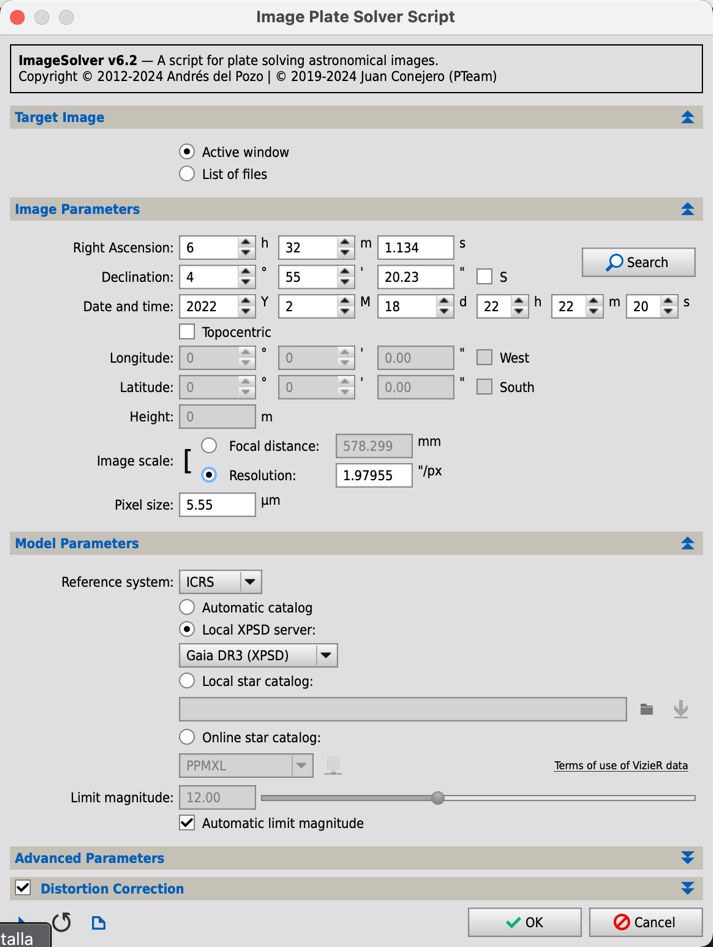 Image Plate Solver Script
ImageSolver v6.2 — A script for plate solving astronomical images.
Copyright © 2012-2024 Andrés del Pozo | © 2019-2024 Juan Conejero (PTeam)
Target Image
Active window
List of files
Image Parameters
Right Ascension: 6 h 32 m 1.134 s
Search
Declination: 4 ° 55 ' 20.23 " S
Date and time: 2022 Y 2 M 18 d 22 h 22 m 20 s
Topocentric
Longitude: 0 ° 0 ' 0.00 " West
Latitude: 0 ° 0 ' 0.00 " South
Height: 0 m
Image scale:
Focal distance: 578.299 mm
Resolution: 1.97955 "/px
Pixel size: 5.55 µm
Model Parameters
Reference system: ICRS
Automatic catalog
Local XPSD server:
Gaia DR3 (XPSD)
Local star catalog:
Online star catalog:
PPMXL
Terms of use of VizieR data
Limit magnitude: 12.00
Automatic limit magnitude
Advanced Parameters
Distortion Correction
talla
OK
Cancel